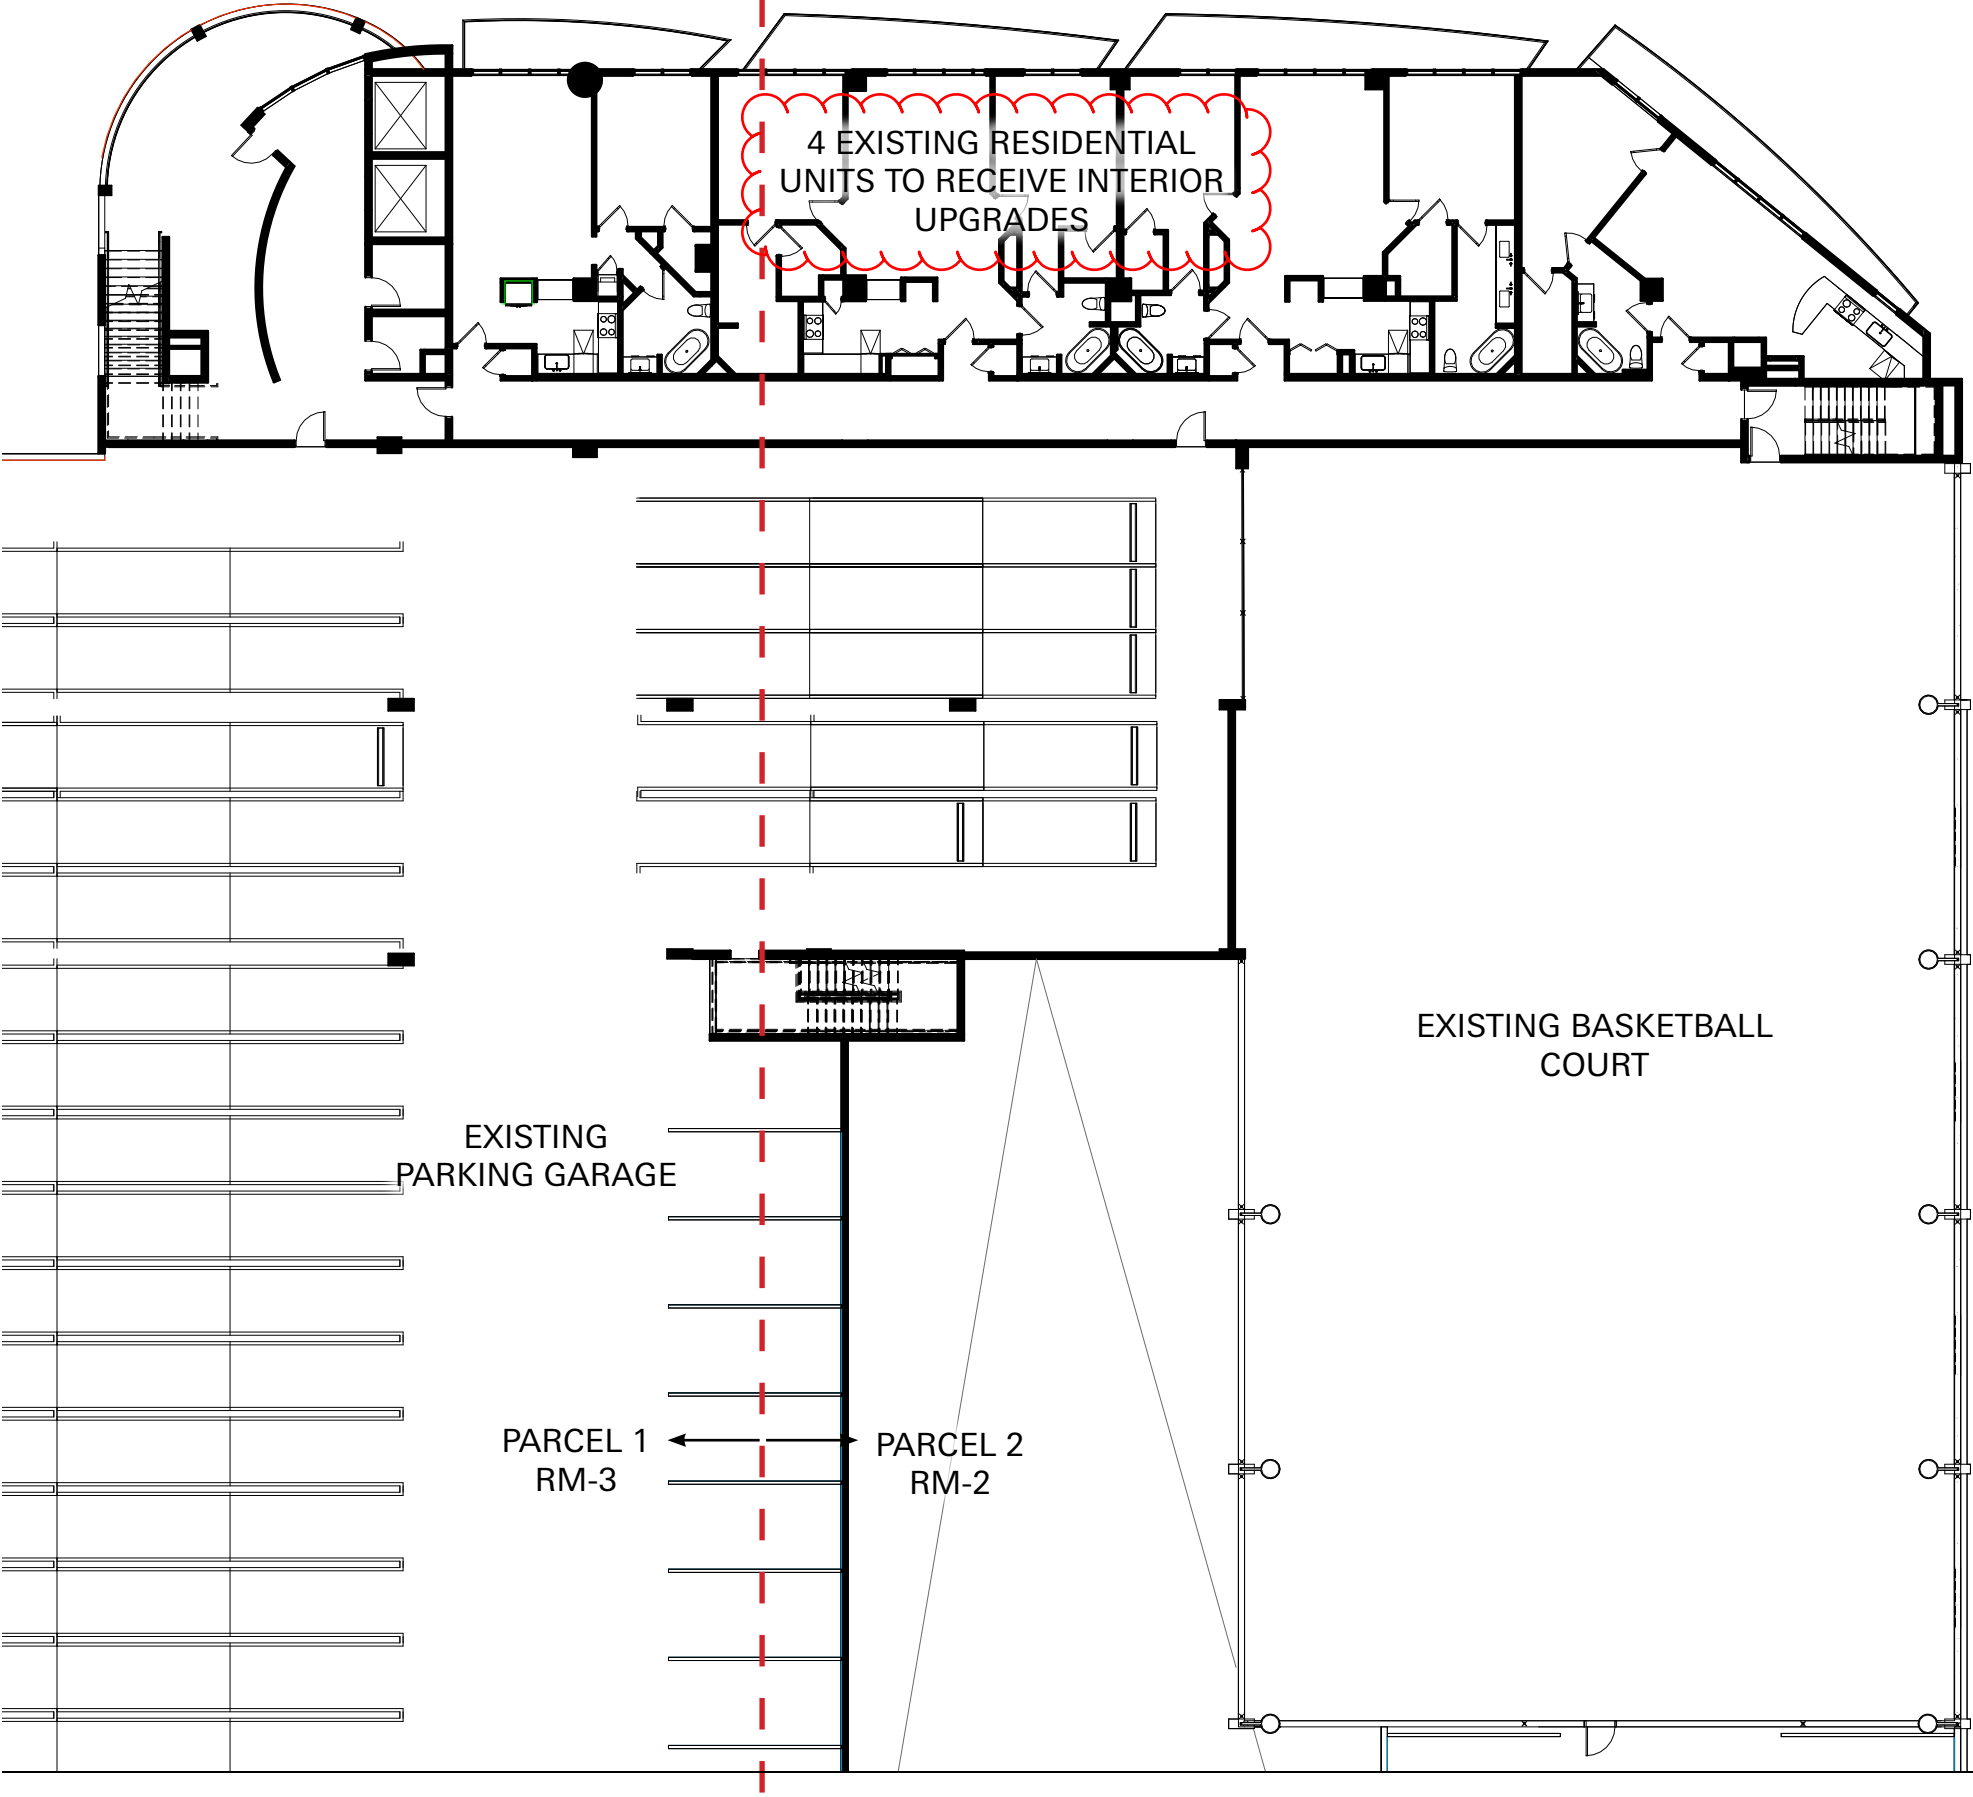 4 EXISTING RESIDENTIAL
UNITS TO RECEIVE INTERIOR
UPGRADES
EXISTING BASKETBALL
COURT
EXISTING
PARKING GARAGE
PARCEL 1
RM-3
PARCEL 2
RM-2